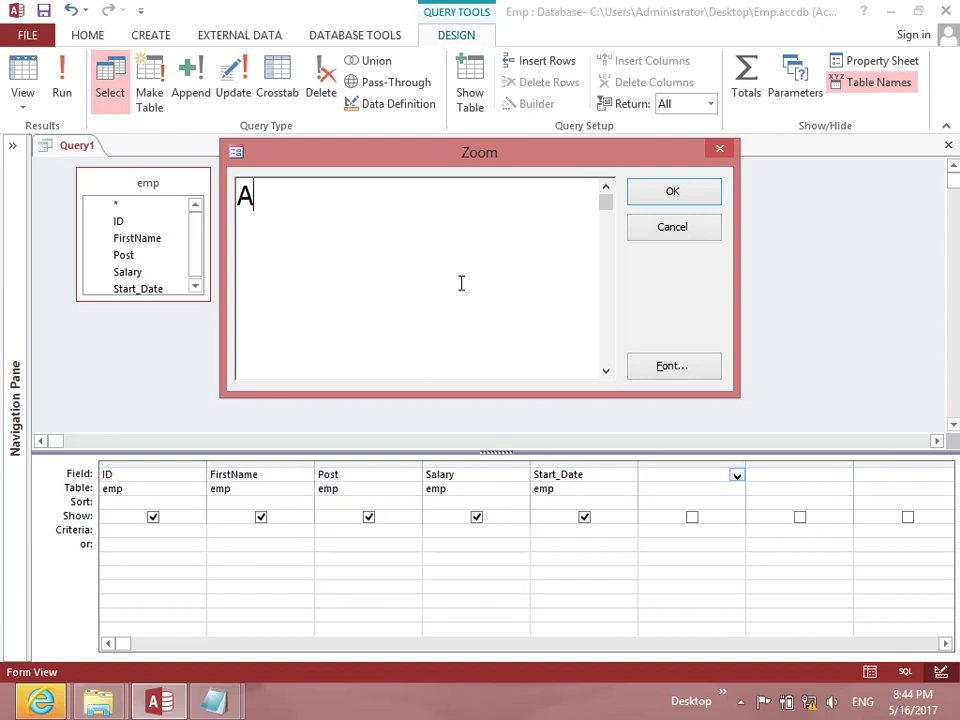 QUERY TOOLS
Emp : Database- C:\Users\Administrator\Desktop\Emp.accdb (Ac...
?
FILE
HOME
CREATE
EXTERNAL DATA
DATABASE TOOLS
DESIGN
Sign in
View
Run
Select
Make Table
Append
Update
Crosstab
Delete
Union
Pass-Through
Data Definition
Show Table
Insert Rows
Delete Rows
Builder
Insert Columns
Delete Columns
Return: All
Totals
Parameters
XYZ
Property Sheet
Table Names
Results
Query Type
Query Setup
Show/Hide
Query1
Zoom
emp
*
ID
FirstName
Post
Salary
Start_Date
A
OK
Cancel
Font...
Navigation Pane
Field: ID FirstName Post Salary Start_Date
Table: emp emp emp emp emp
Sort:
Show:
Criteria:
or:
Form View
SQL
Desktop
ENG
8:44 PM
5/16/2017